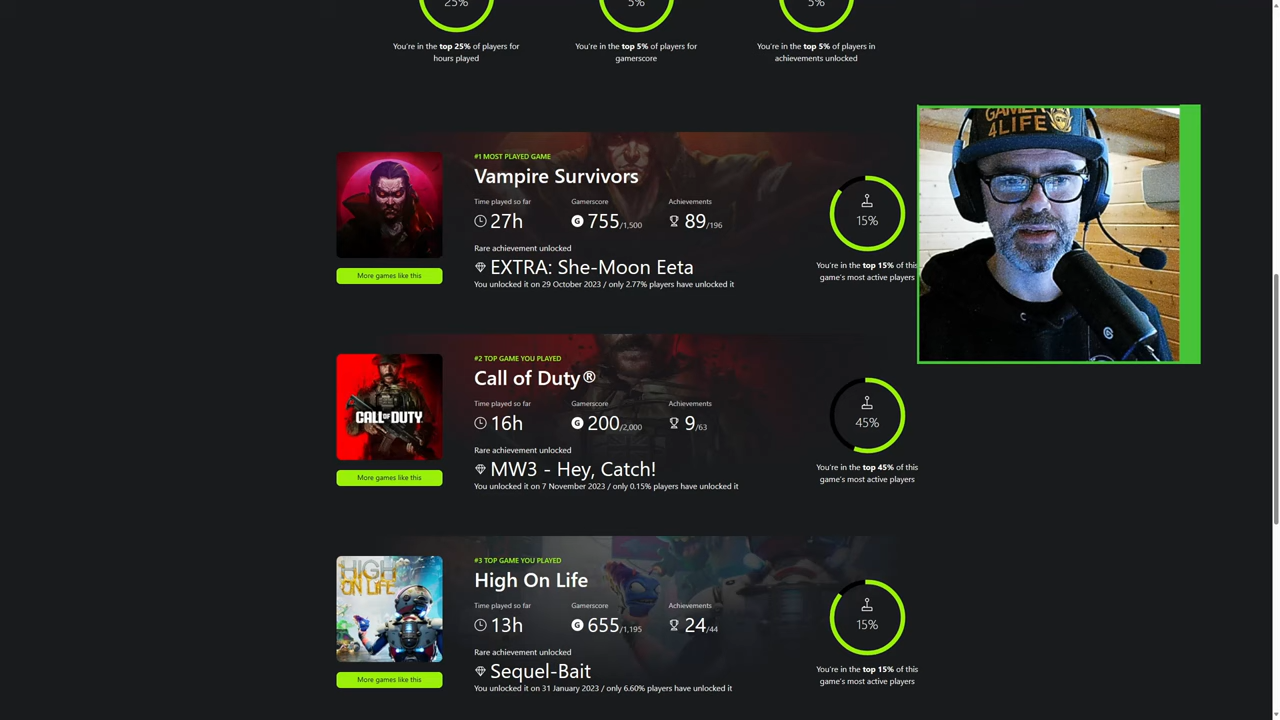 25%
5%
5%
You're in the top 25% of players for
hours played
You're in the top 5% of players for
gamerscore
You're in the top 5% of players in
achievements unlocked
GAMER
4LIFE
#1 MOST PLAYED GAME
Vampire Survivors
Time played so far
Gamerscore
Achievements
27h
G 755/1,500
89/196
Rare achievement unlocked
EXTRA: She-Moon Eeta
You unlocked it on 29 October 2023 / only 2.77% players have unlocked it
More games like this
15%
You're in the top 15% of this
game's most active players
#2 TOP GAME YOU PLAYED
Call of Duty®
Time played so far
Gamerscore
Achievements
16h
G 200/2,000
9/63
Rare achievement unlocked
MW3 - Hey, Catch!
You unlocked it on 7 November 2023 / only 0.15% players have unlocked it
CALL OF DUTY
More games like this
45%
You're in the top 45% of this
game's most active players
#3 TOP GAME YOU PLAYED
High On Life
Time played so far
Gamerscore
Achievements
13h
G 655/1,195
24/44
Rare achievement unlocked
Sequel-Bait
You unlocked it on 31 January 2023 / only 6.60% players have unlocked it
HIGH
ON LIFE
More games like this
15%
You're in the top 15% of this
game's most active players